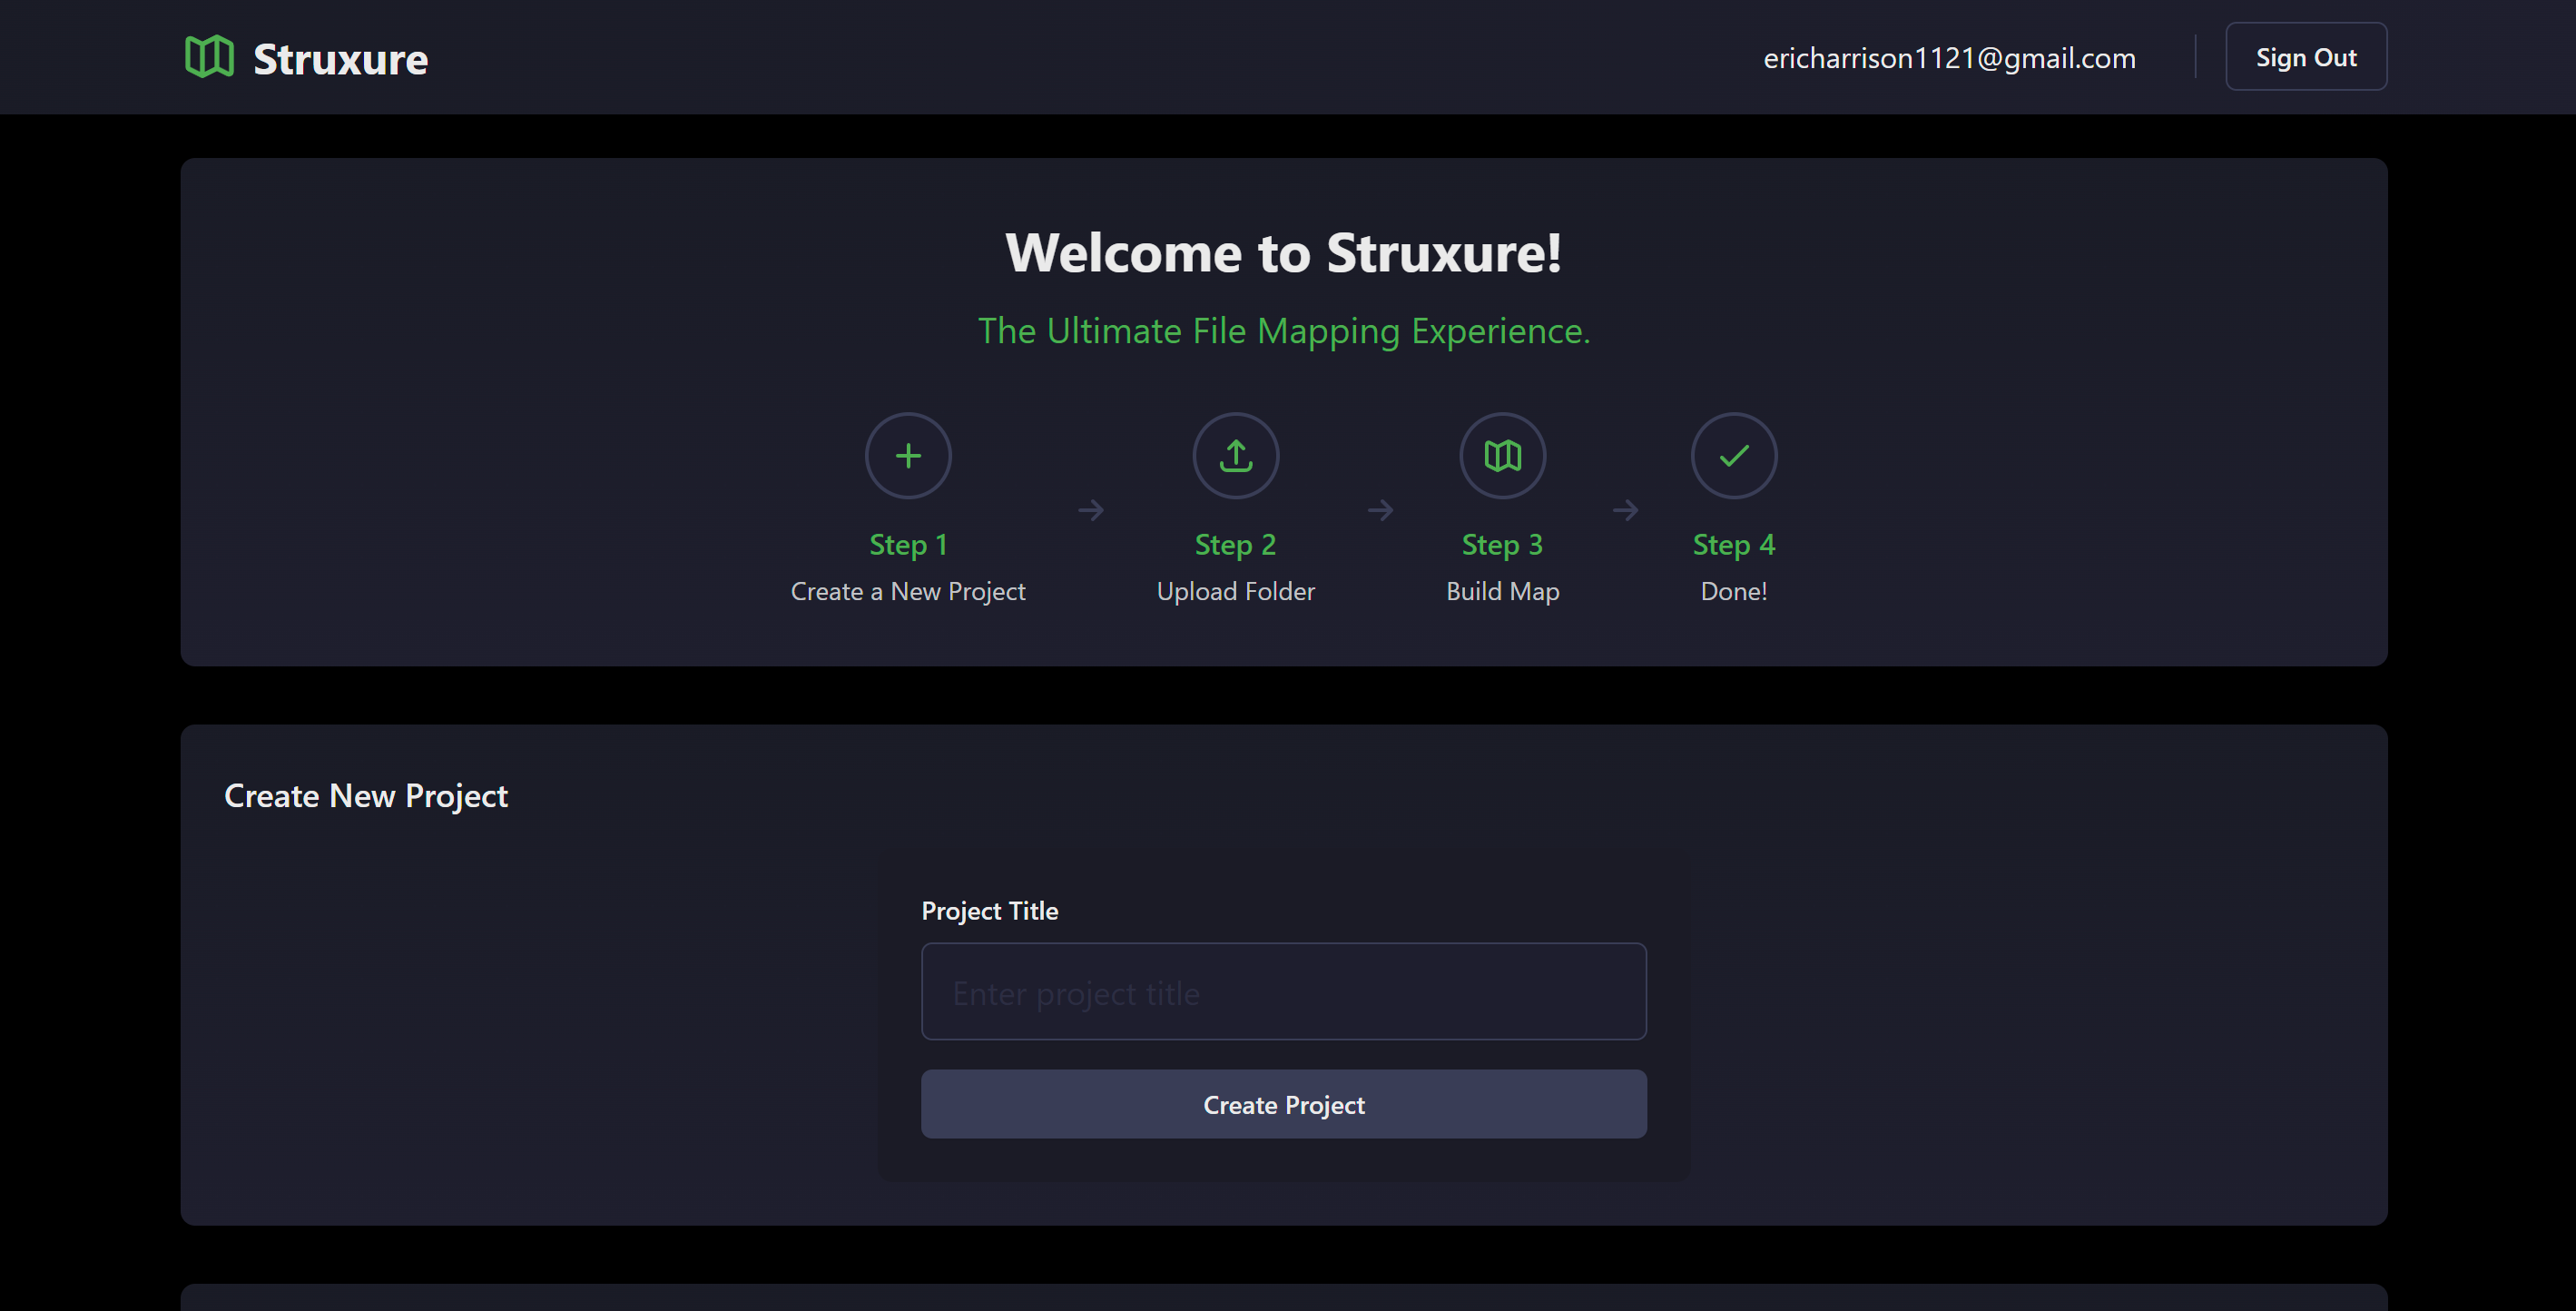 Struxure
ericharrison1121@gmail.com
Sign Out
Welcome to Struxure!
The Ultimate File Mapping Experience.
Step 1
Create a New Project
Step 2
Upload Folder
Step 3
Build Map
Step 4
Done!
Create New Project
Project Title
Enter project title
Create Project